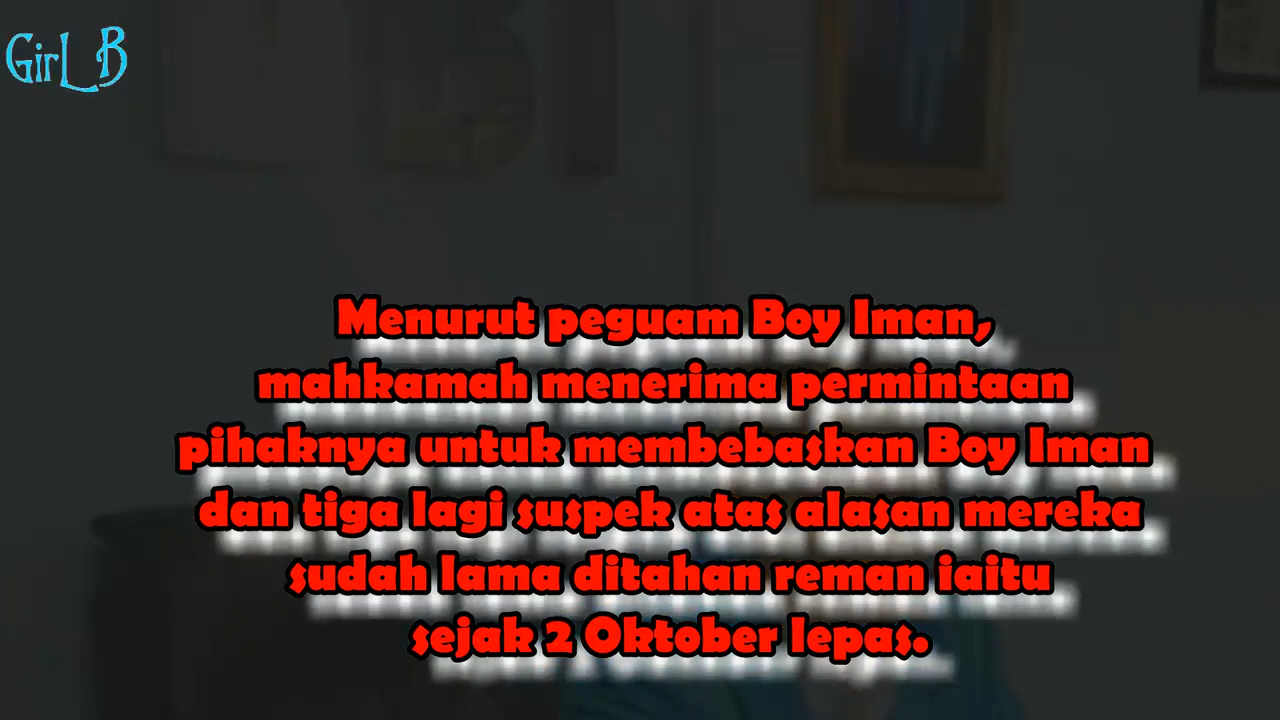 GirL_B
Menurut peguam Boy Iman,
mahkamah menerima permintaan
pihaknya untuk membebaskan Boy Iman
dan tiga lagi suspek atas alasan mereka
sudah lama ditahan reman iaitu
sejak 2 Oktober lepas.